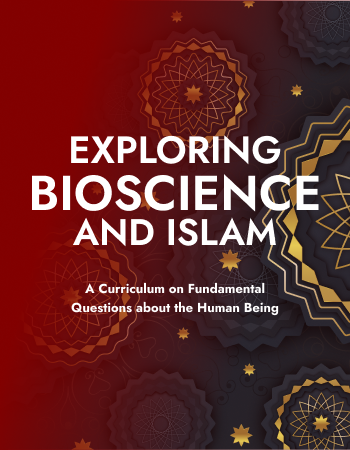 EXPLORING
BIOSCIENCE
AND ISLAM
A Curriculum on Fundamental
Questions about the Human Being